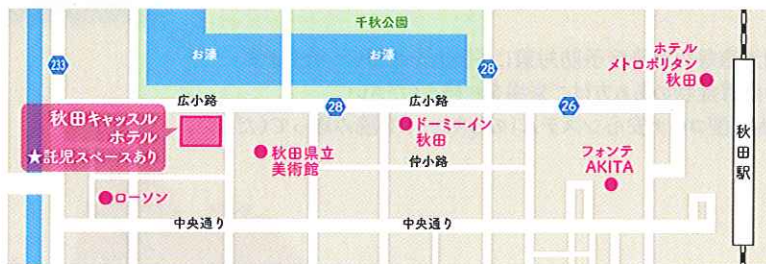 千秋公園
お濠
お濠
233
28
ホテル
メトロポリタン
秋田
広小路
28
広小路
26
秋田キャッスル
ホテル
★託児スペースあり
ドーミーイン
秋田
秋田県立
美術館
仲小路
フォンテ
AKITA
秋田駅
ローソン
中央通り
中央通り